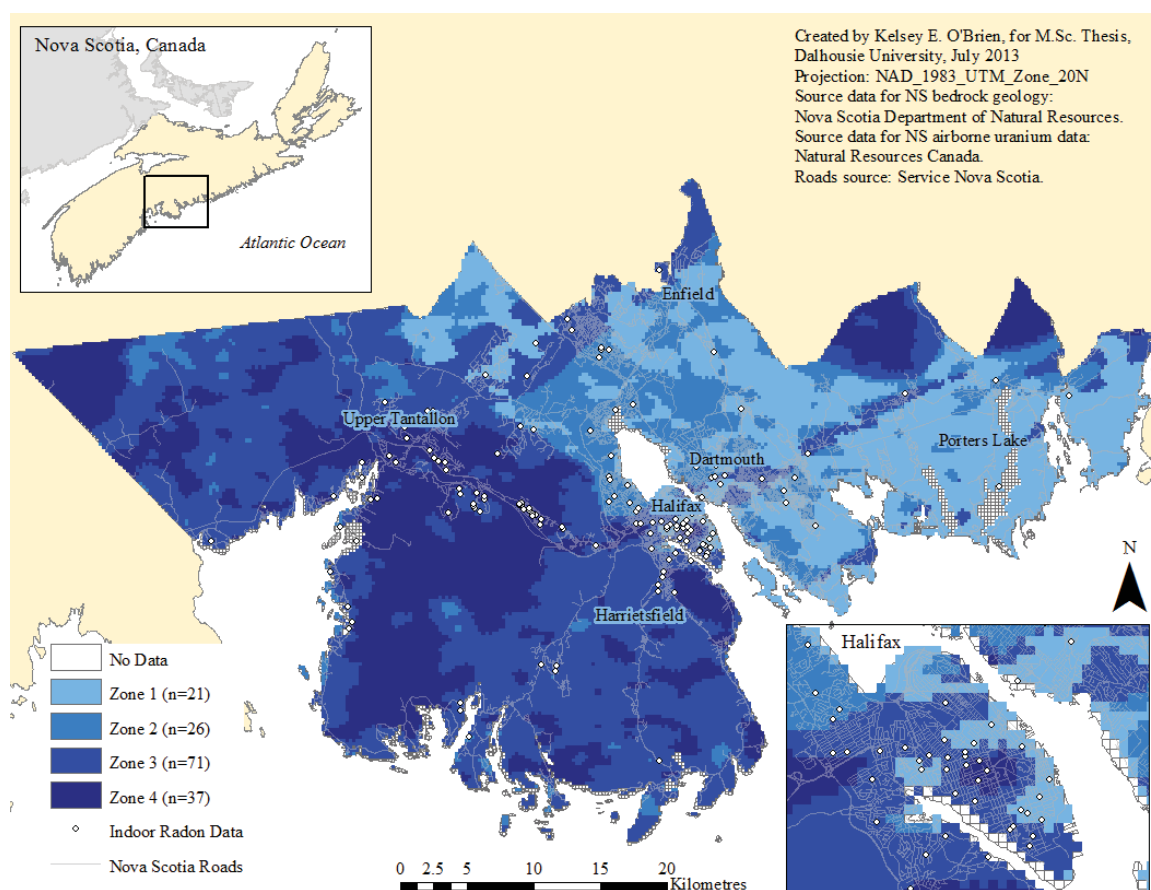 Nova Scotia, Canada
Atlantic Ocean
Created by Kelsey E. O'Brien, for M.Sc. Thesis,
Dalhousie University, July 2013
Projection: NAD_1983_UTM_Zone_20N
Source data for NS bedrock geology:
Nova Scotia Department of Natural Resources.
Source data for NS airborne uranium data:
Natural Resources Canada.
Roads source: Service Nova Scotia.
Enfield
Upper Tantallon
Porters Lake
Dartmouth
Halifax
Harrietsfield
N
No Data
Zone 1 (n=21)
Zone 2 (n=26)
Zone 3 (n=71)
Zone 4 (n=37)
Indoor Radon Data
Nova Scotia Roads
0 2.5 5 10 15 20
Kilometres
Halifax